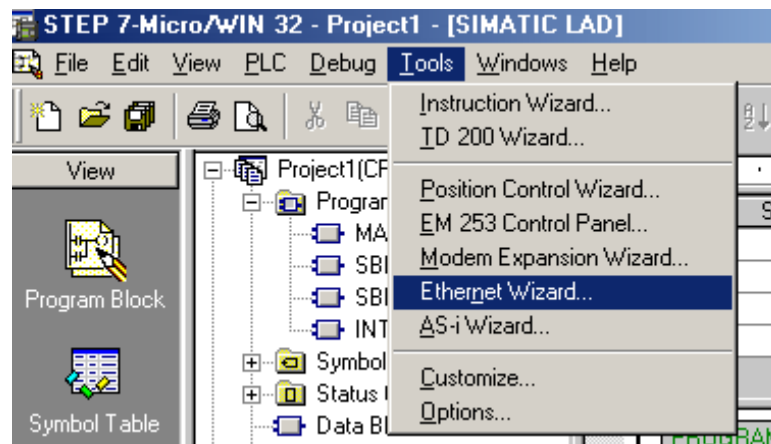 STEP 7-Micro/WIN 32 - Project1 - [SIMATIC LAD]
File Edit View PLC Debug Tools Windows Help
Instruction Wizard...
TD 200 Wizard...
Position Control Wizard...
EM 253 Control Panel...
Modem Expansion Wizard...
Ethernet Wizard...
AS-i Wizard...
Customize...
Options...
View
Program Block
Symbol Table
Project1(CP
Program
MA
SBI
SBI
INT
Symbol
Status
Data Bl